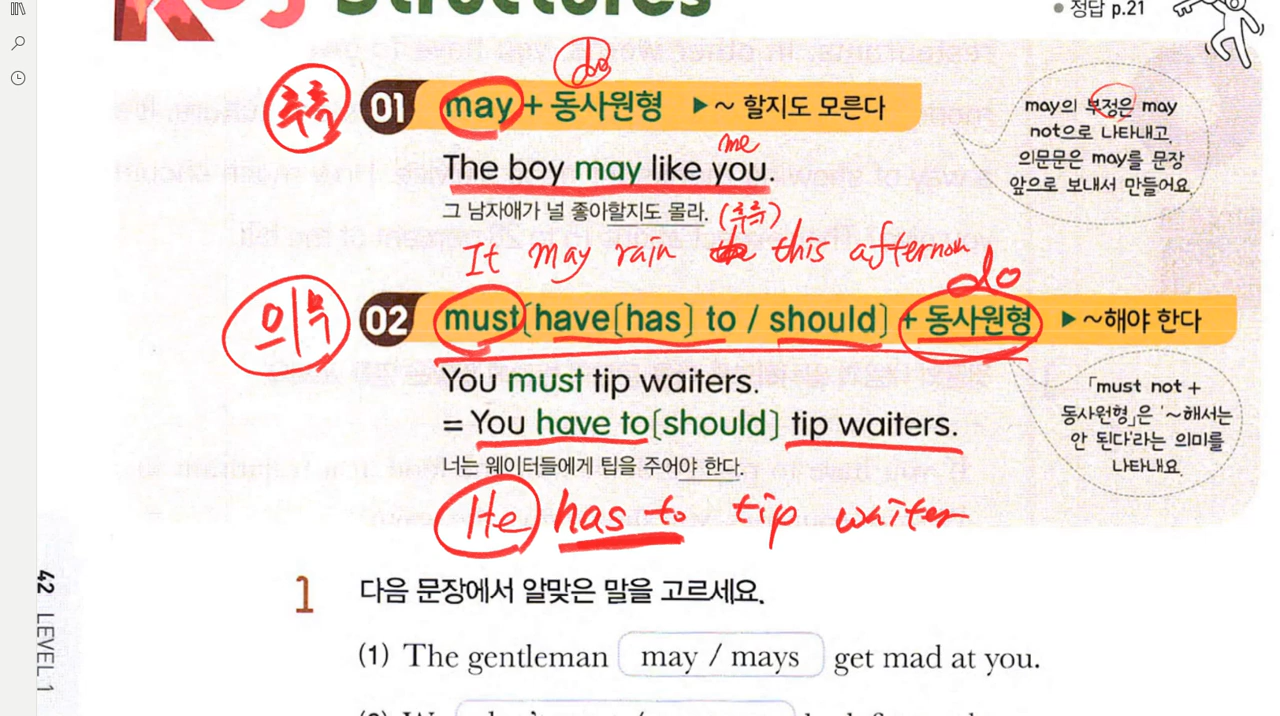 Key Structures
● 정답 p.21
do
추측
01 may + 동사원형 ▶ ~ 할지도 모른다
may의 부정은 may
not으로 나타내고,
의문문은 may를 문장
앞으로 보내서 만들어요.
me
The boy may like you.
그 남자애가 널 좋아할지도 몰라. (추측)
It may rain this afternoon
do
의무
02 must[have[has] to / should] + 동사원형 ▶ ~해야 한다
「must not +
동사원형」은 '~해서는
안 된다'라는 의미를
나타내요.
You must tip waiters.
= You have to[should] tip waiters.
너는 웨이터들에게 팁을 주어야 한다.
He has to tip waiter
1 다음 문장에서 알맞은 말을 고르세요.
(1) The gentleman may / mays get mad at you.
42 LEVEL 1